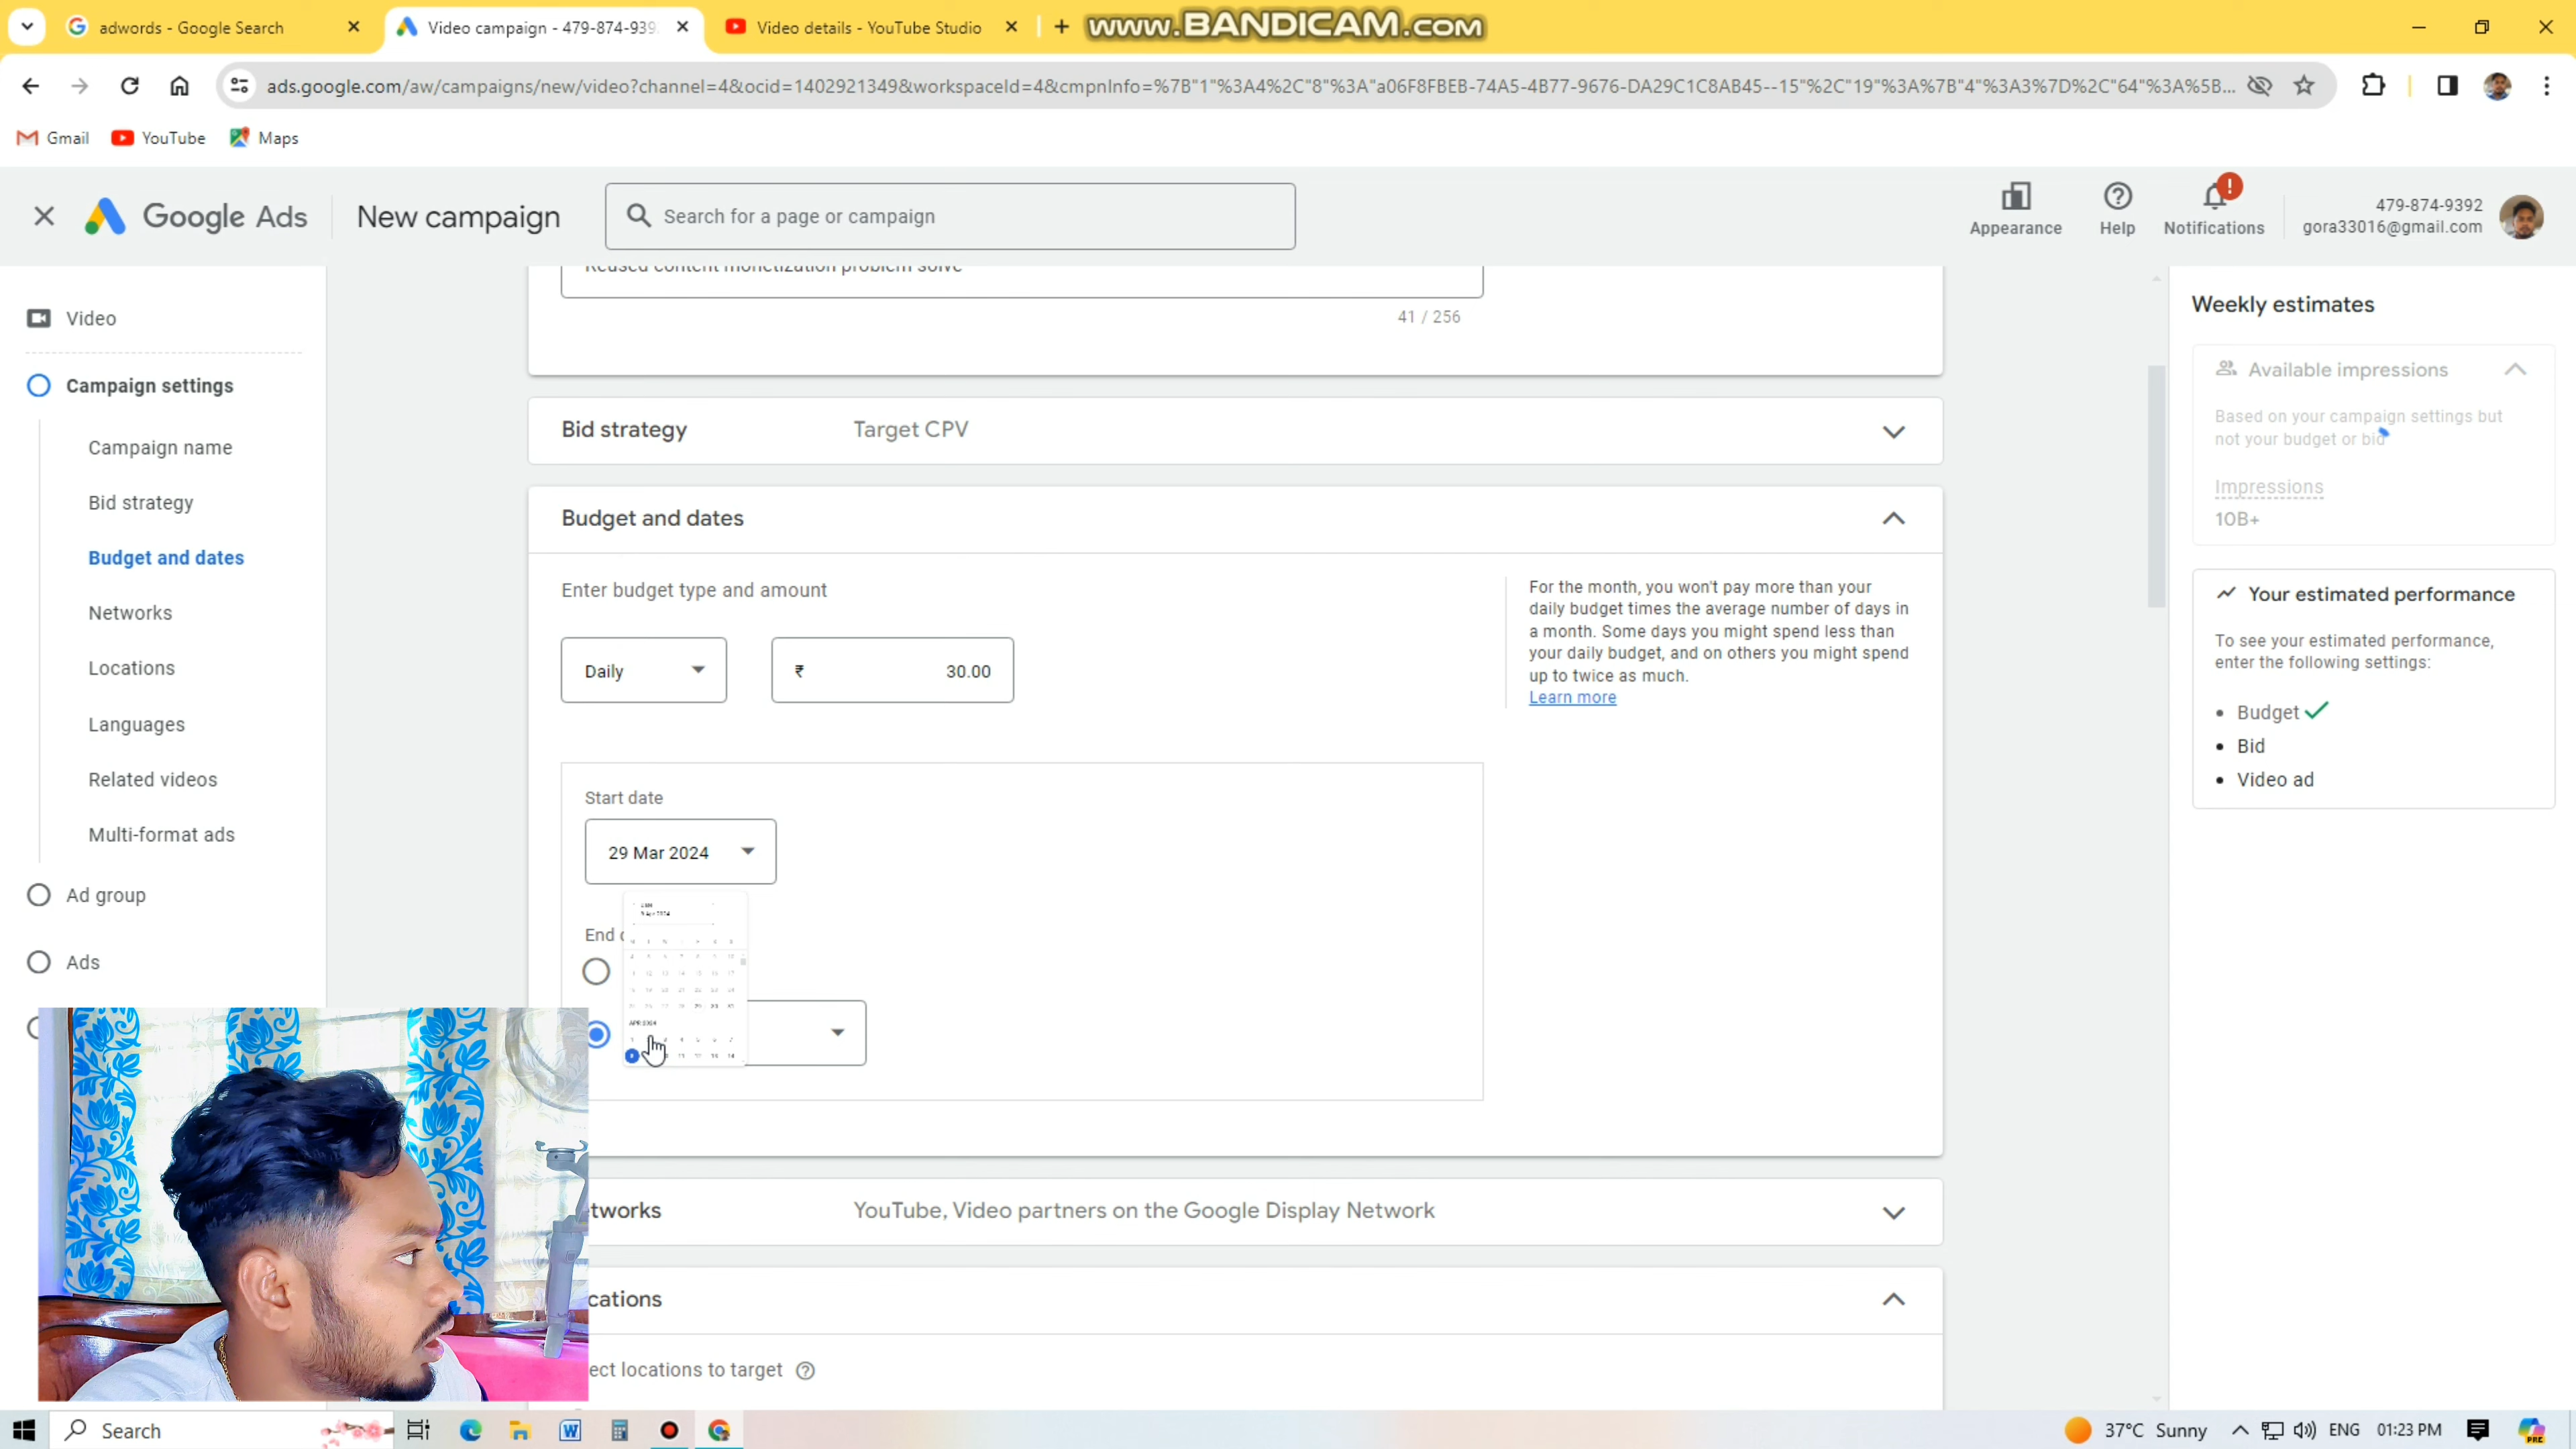 adwords - Google Search
Video campaign - 479-874-939
Video details - YouTube Studio
www.BANDICAM.com
ads.google.com/aw/campaigns/new/video?channel=4&ocid=1402921349&workspaceId=4&cmpnInfo=%7B"1"%3A4%2C"8"%3A"a06F8FBEB-74A5-4B77-9676-DA29C1C8AB45--15"%2C"19"%3A%7B"4"%3A3%7D%2C"64"%3A%5B...
Gmail
YouTube
Maps
Google Ads
New campaign
Search for a page or campaign
Appearance
Help
Notifications
479-874-9392
gora33016@gmail.com
Video
Campaign settings
Campaign name
Bid strategy
Budget and dates
Networks
Locations
Languages
Related videos
Multi-format ads
Ad group
Ads
Reused content monetization problem solve
41 / 256
Bid strategy
Target CPV
Budget and dates
Enter budget type and amount
Daily
₹ 30.00
For the month, you won't pay more than your
daily budget times the average number of days in
a month. Some days you might spend less than
your daily budget, and on others you might spend
up to twice as much.
Learn more
Start date
29 Mar 2024
End
APR 2024
tworks
YouTube, Video partners on the Google Display Network
cations
ect locations to target
Weekly estimates
Available impressions
Based on your campaign settings but
not your budget or bid
Impressions
10B+
Your estimated performance
To see your estimated performance,
enter the following settings:
Budget
Bid
Video ad
Search
37°C Sunny
ENG
01:23 PM